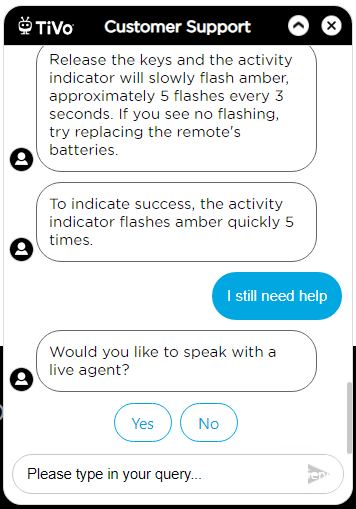 TiVo Customer Support
Release the keys and the activity
indicator will slowly flash amber,
approximately 5 flashes every 3
seconds. If you see no flashing,
try replacing the remote's
batteries.
To indicate success, the activity
indicator flashes amber quickly 5
times.
I still need help
Would you like to speak with a
live agent?
Yes No
Please type in your query...